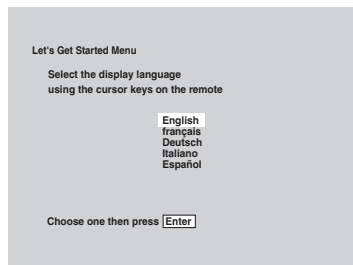 Let's Get Started Menu
Select the display language
using the cursor keys on the remote
English
français
Deutsch
Italiano
Español
Choose one then press Enter